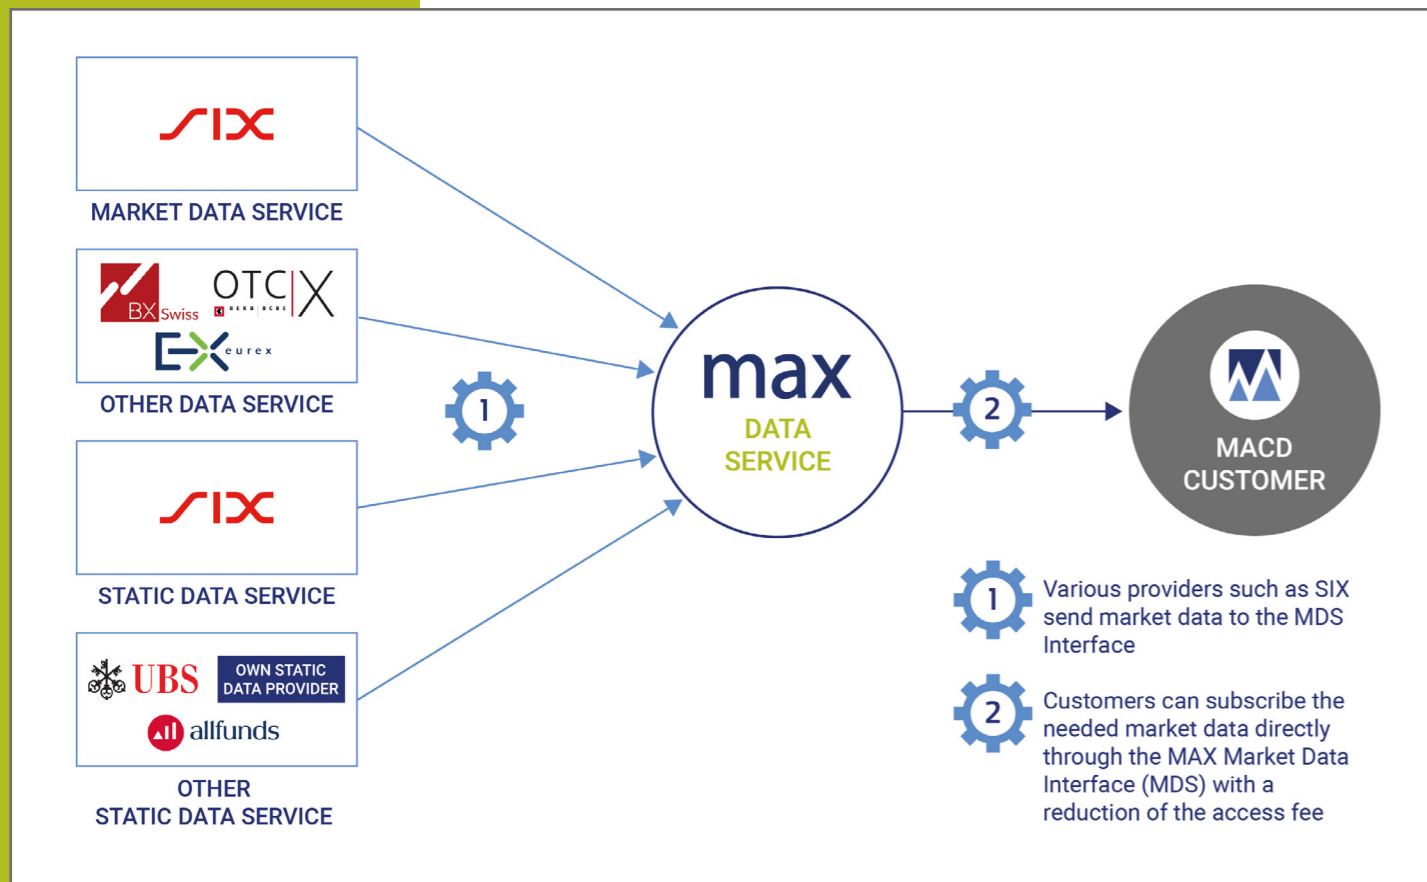 SIX
MARKET DATA SERVICE
BX Swiss
OTC|X
BEKB|BCBE
EX eurex
OTHER DATA SERVICE
SIX
STATIC DATA SERVICE
UBS
OWN STATIC
DATA PROVIDER
allfunds
OTHER
STATIC DATA SERVICE
1
max
DATA
SERVICE
2
MACD
CUSTOMER
1
Various providers such as SIX
send market data to the MDS
Interface
2
Customers can subscribe the
needed market data directly
through the MAX Market Data
Interface (MDS) with a
reduction of the access fee